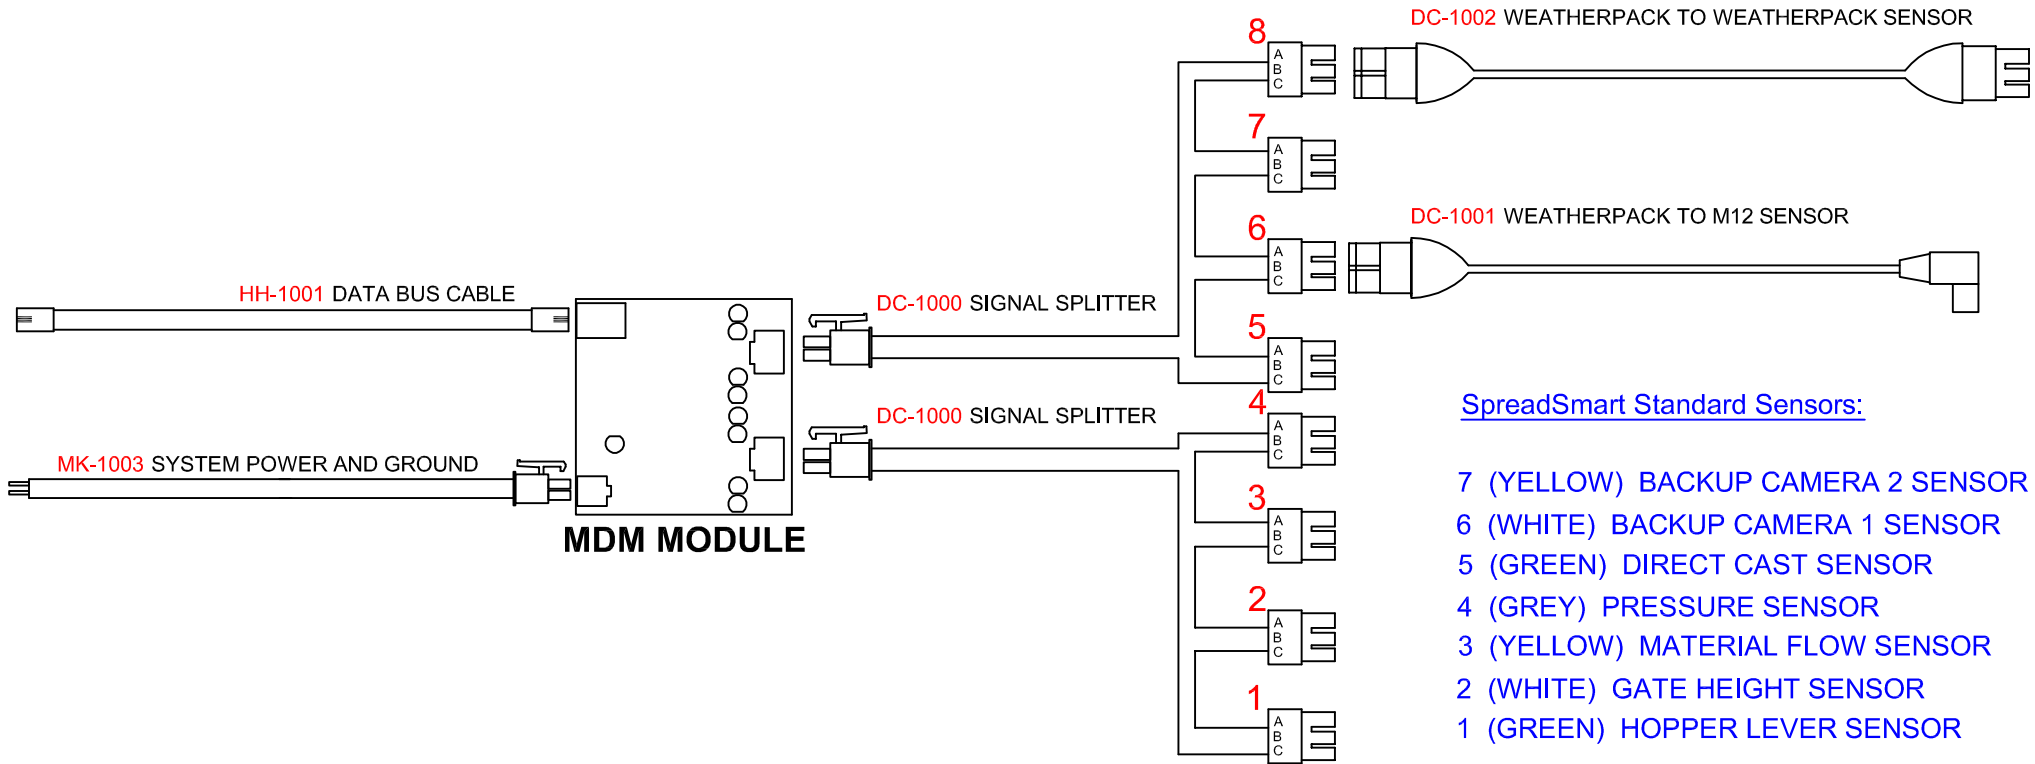 DC-1002 WEATHERPACK TO WEATHERPACK SENSOR
8
A
B
C
7
A
B
C
DC-1001 WEATHERPACK TO M12 SENSOR
6
A
B
C
HH-1001 DATA BUS CABLE
DC-1000 SIGNAL SPLITTER
5
A
B
C
4
A
B
C
DC-1000 SIGNAL SPLITTER
MK-1003 SYSTEM POWER AND GROUND
MDM MODULE
3
A
B
C
2
A
B
C
1
A
B
C
SpreadSmart Standard Sensors:
7 (YELLOW) BACKUP CAMERA 2 SENSOR
6 (WHITE) BACKUP CAMERA 1 SENSOR
5 (GREEN) DIRECT CAST SENSOR
4 (GREY) PRESSURE SENSOR
3 (YELLOW) MATERIAL FLOW SENSOR
2 (WHITE) GATE HEIGHT SENSOR
1 (GREEN) HOPPER LEVER SENSOR